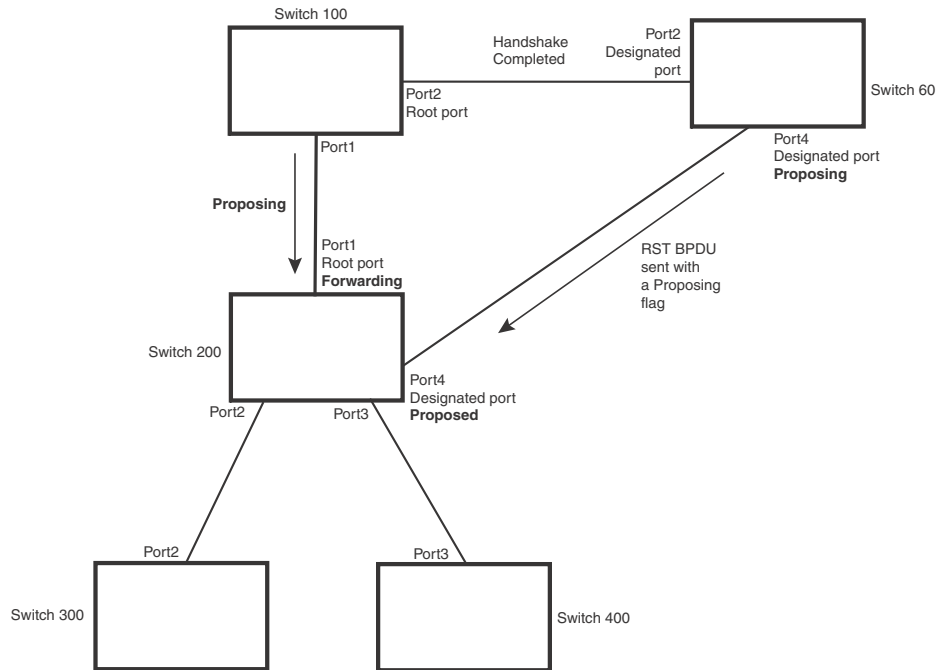 Switch 100
Handshake
Completed
Port2
Designated
port
Port2
Root port
Switch 60
Port1
Port4
Designated port
Proposing
Proposing
Port1
Root port
Forwarding
RST BPDU
sent with
a Proposing
flag
Switch 200
Port4
Designated port
Proposed
Port2
Port3
Port2
Port3
Switch 300
Switch 400